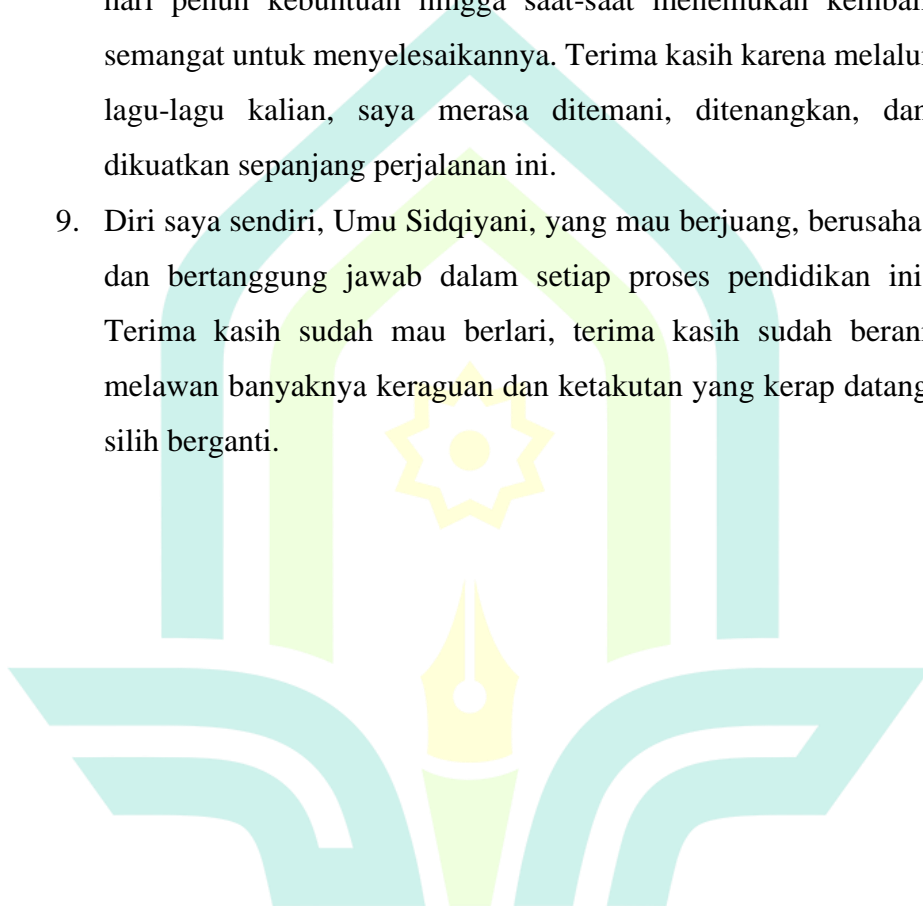 hari penuh kebuntuan hingga saat-saat menemukan kembal
semangat untuk menyelesaikannya. Terima kasih karena melalu
lagu-lagu kalian, saya merasa ditemani, ditenangkan, dan
dikuatkan sepanjang perjalanan ini.
9. Diri saya sendiri, Umu Sidqiyani, yang mau berjuang, berusaha
dan bertanggung jawab dalam setiap proses pendidikan ini
Terima kasih sudah mau berlari, terima kasih sudah beran
melawan banyaknya keraguan dan ketakutan yang kerap datang
silih berganti.